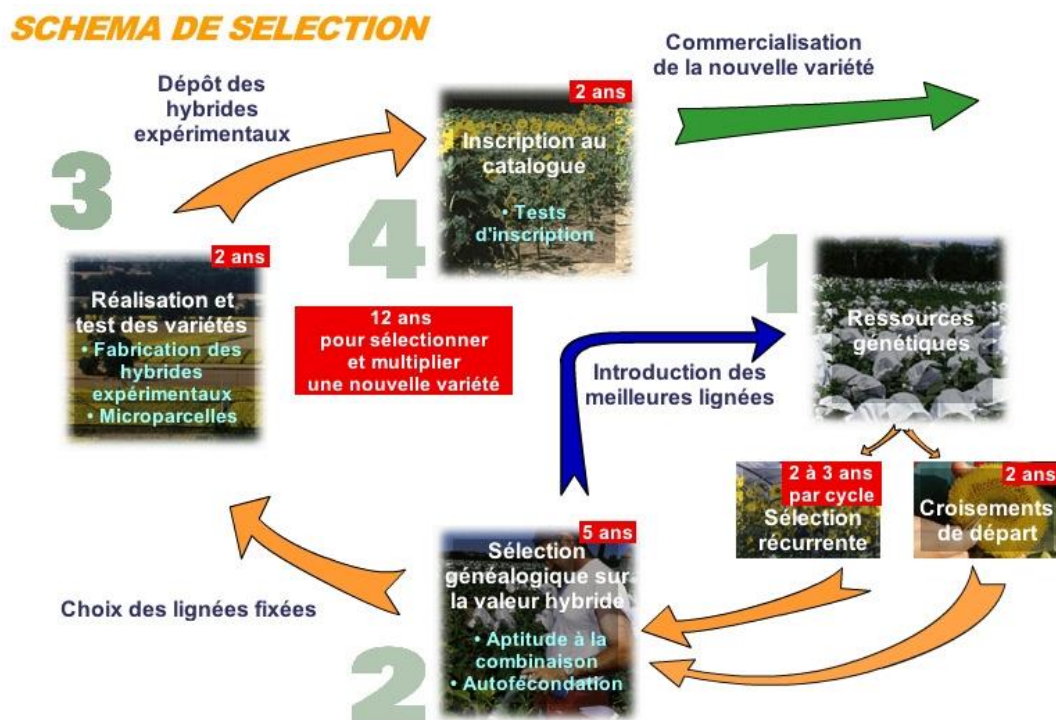 SCHEMA DE SELECTION
Commercialisation
de la nouvelle variété
Dépôt des
hybrides
expérimentaux
2 ans
Inscription au
catalogue
• Tests
d'inscription
3
4
1
2 ans
Réalisation et
test des variétés
• Fabrication des
hybrides
expérimentaux
• Microparcelles
12 ans
pour sélectionner
et multiplier
une nouvelle variété
Ressources
génétiques
Introduction des
meilleures lignées
2 à 3 ans
par cycle
Sélection
récurrente
2 ans
Croisements
de départ
5 ans
Sélection
généalogique sur
la valeur hybride
• Aptitude à la
combinaison
• Autofécondation
Choix des lignées fixées
2